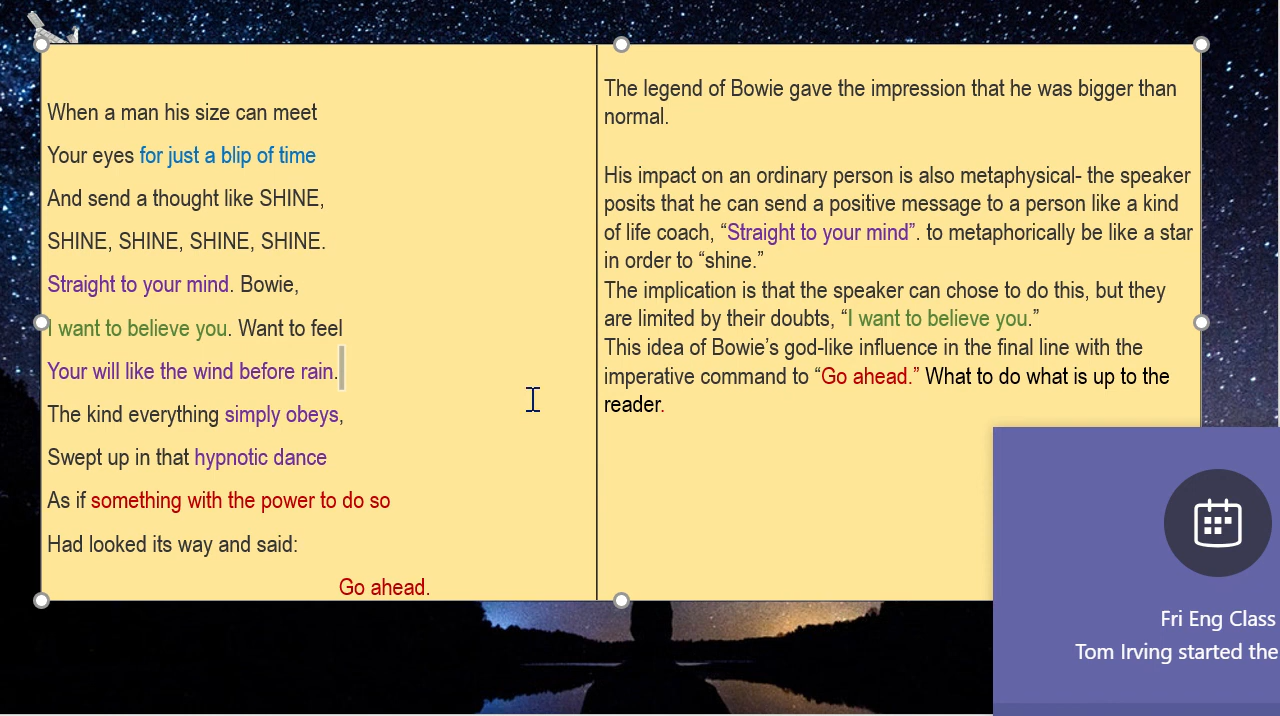 When a man his size can meet
Your eyes for just a blip of time
And send a thought like SHINE,
SHINE, SHINE, SHINE, SHINE.
Straight to your mind. Bowie,
I want to believe you. Want to feel
Your will like the wind before rain.
The kind everything simply obeys,
Swept up in that hypnotic dance
As if something with the power to do so
Had looked its way and said:
Go ahead.
The legend of Bowie gave the impression that he was bigger than
normal.
His impact on an ordinary person is also metaphysical- the speaker
posits that he can send a positive message to a person like a kind
of life coach, “Straight to your mind”. to metaphorically be like a star
in order to “shine.”
The implication is that the speaker can chose to do this, but they
are limited by their doubts, “I want to believe you.”
This idea of Bowie’s god-like influence in the final line with the
imperative command to “Go ahead.” What to do what is up to the
reader.
Fri Eng Class
Tom Irving started the